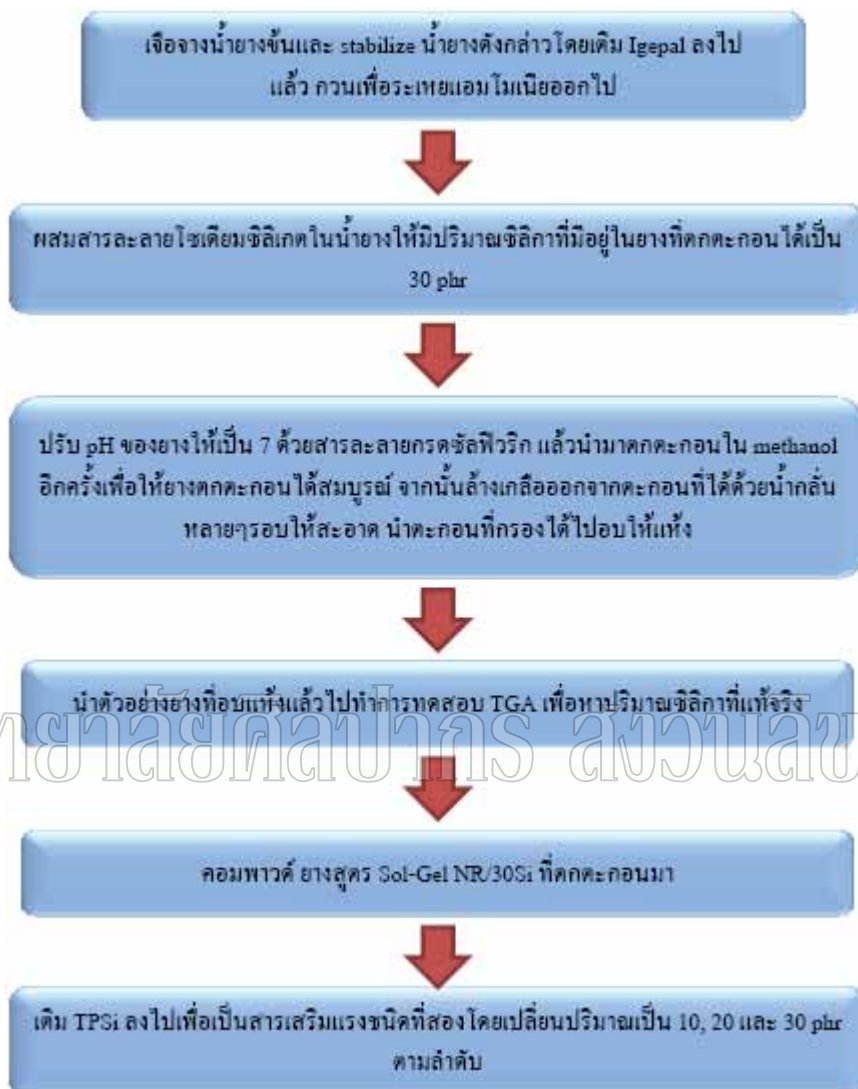 เจือจางน้ำยางข้นและ stabilize น้ำยางดังกล่าวโดยเติม Igepal ลงไป
แล้ว กวนเพื่อระเหยแอมโมเนียออกไป
ผสมสารละลายโซเดียมซิลิเกตในน้ำยางให้มีปริมาณซิลิกาที่มีอยู่ในยางที่ตกตะกอนได้เป็น
30 phr
ปรับ pH ของยางให้เป็น 7 ด้วยสารละลายกรดซัลฟิวริก แล้วนำมาตกตะกอนใน methanol
อีกครั้งเพื่อให้ยางตกตะกอนได้สมบูรณ์ จากนั้นล้างเกลือออกจากตะกอนที่ได้ด้วยน้ำกลั่น
หลายๆรอบให้สะอาด นำตะกอนที่กรองได้ไปอบให้แห้ง
นำตัวอย่างยางที่อบแห้งแล้วไปทำการทดสอบ TGA เพื่อหาปริมาณซิลิกาที่แท้จริง
ทยาลัยศิลปากร สงวนลิข
คอมพาวด์ ยางสูตร Sol-Gel NR/30Si ที่ตกตะกอนมา
เติม TPSi ลงไปเพื่อเป็นสารเสริมแรงชนิดที่สองโดยเปลี่ยนปริมาณเป็น 10, 20 และ 30 phr
ตามลำดับ